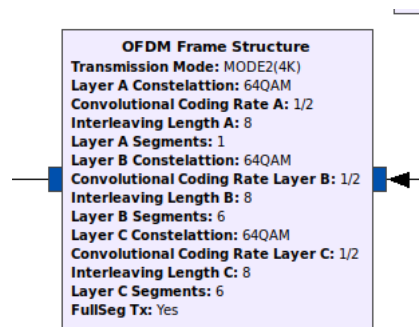 OFDM Frame Structure
Transmission Mode: MODE2(4K)
Layer A Constelattion: 64QAM
Convolutional Coding Rate A: 1/2
Interleaving Length A: 8
Layer A Segments: 1
Layer B Constelattion: 64QAM
Convolutional Coding Rate Layer B: 1/2
Interleaving Length B: 8
Layer B Segments: 6
Layer C Constelattion: 64QAM
Convolutional Coding Rate Layer C: 1/2
Interleaving Length C: 8
Layer C Segments: 6
FullSeg Tx: Yes